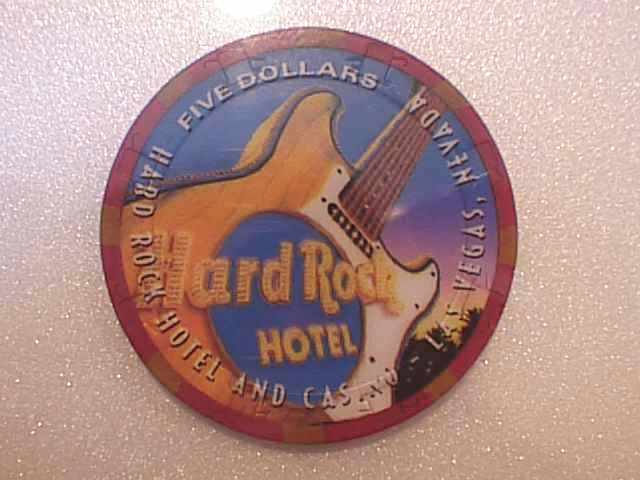 FIVE DOLLARS
Hard Rock
HOTEL
HARD ROCK HOTEL AND CASINO - LAS VEGAS, NEVADA